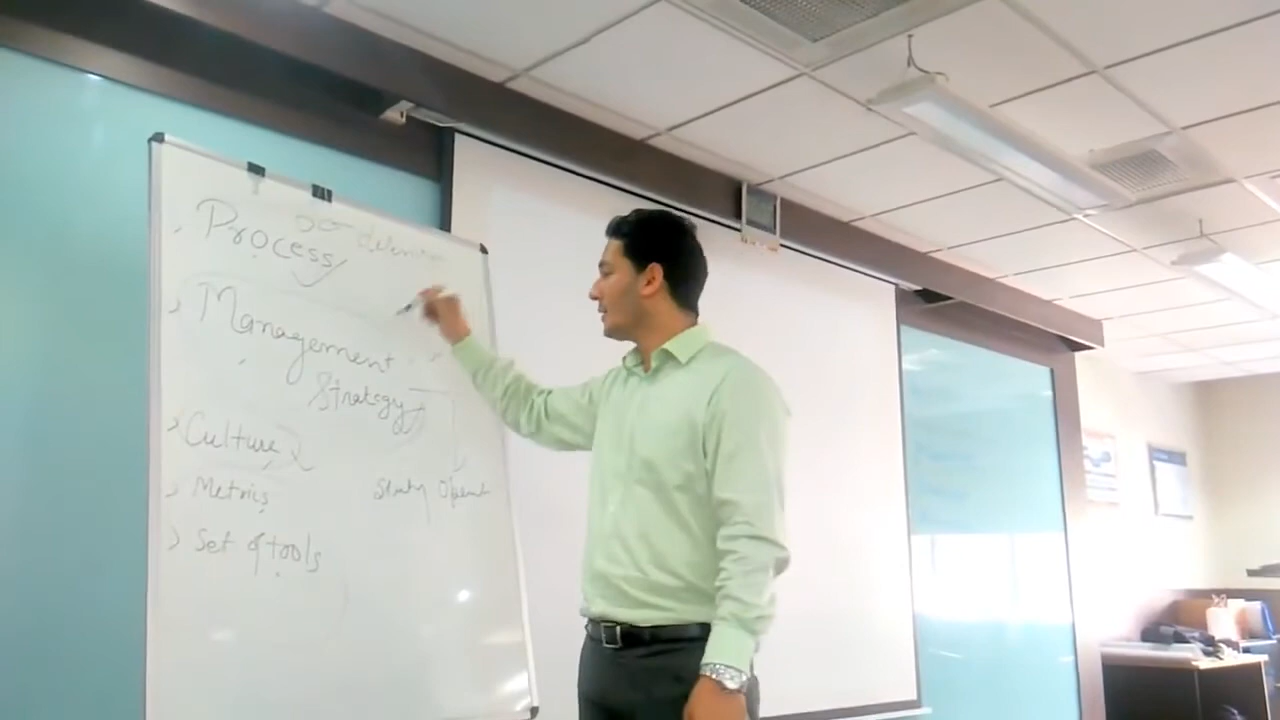 Process
Management
Strategy
Culture
Metrics
Set of tools